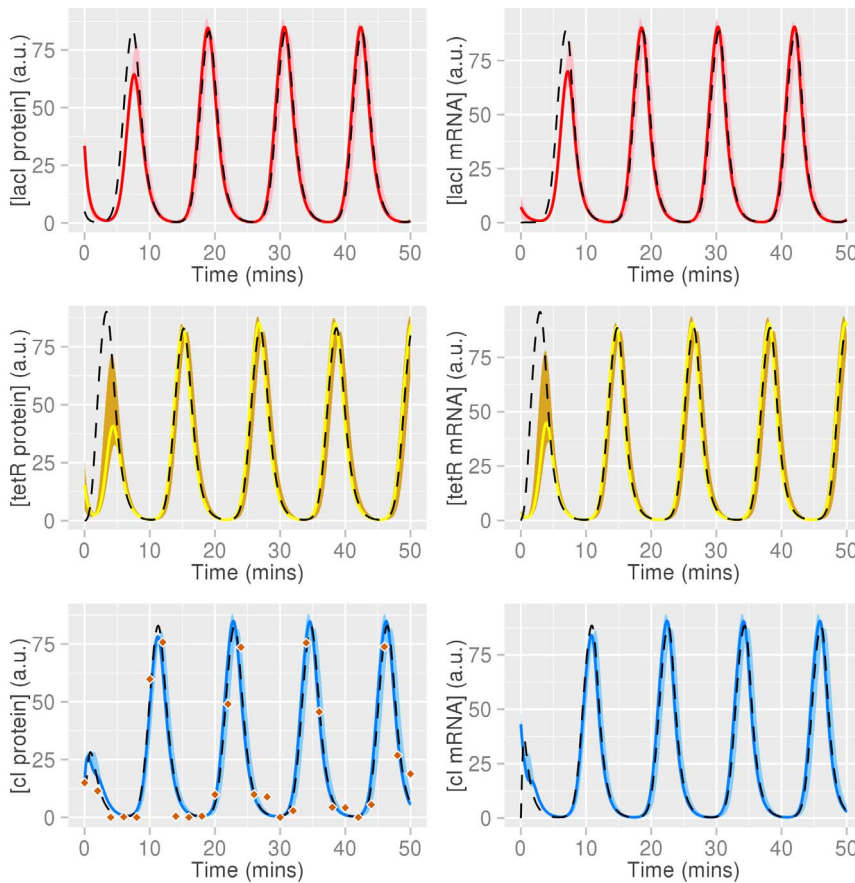 [lacI protein] (a.u.)
75
50
25
0
0 10 20 30 40 50
Time (mins)
[lacI mRNA] (a.u.)
75
50
25
0
0 10 20 30 40 50
Time (mins)
[tetR protein] (a.u.)
75
50
25
0
0 10 20 30 40 50
Time (mins)
[tetR mRNA] (a.u.)
75
50
25
0
0 10 20 30 40 50
Time (mins)
[cI protein] (a.u.)
75
50
25
0
0 10 20 30 40 50
Time (mins)
[cI mRNA] (a.u.)
75
50
25
0
0 10 20 30 40 50
Time (mins)